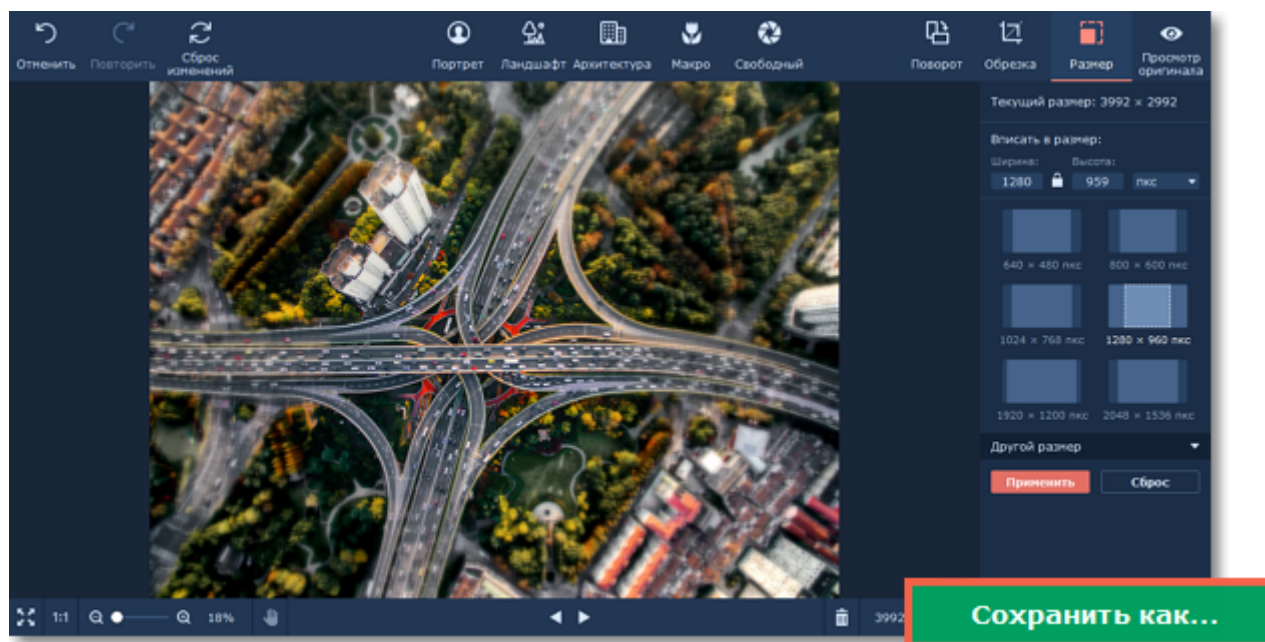 Отменить Повторить Сброс изменений Портрет Ландшафт Архитектура Макро Свободный Поворот Обрезка Размер Просмотр оригинала
Текущий размер: 3992 × 2992
Вписать в размер:
Ширина: Высота:
1280 959 пкс
640 × 480 пкс 800 × 600 пкс
1024 × 768 пкс 1280 × 960 пкс
1920 × 1200 пкс 2048 × 1536 пкс
Другой размер
Применить Сброс
1:1 18% 3992
Сохранить как...